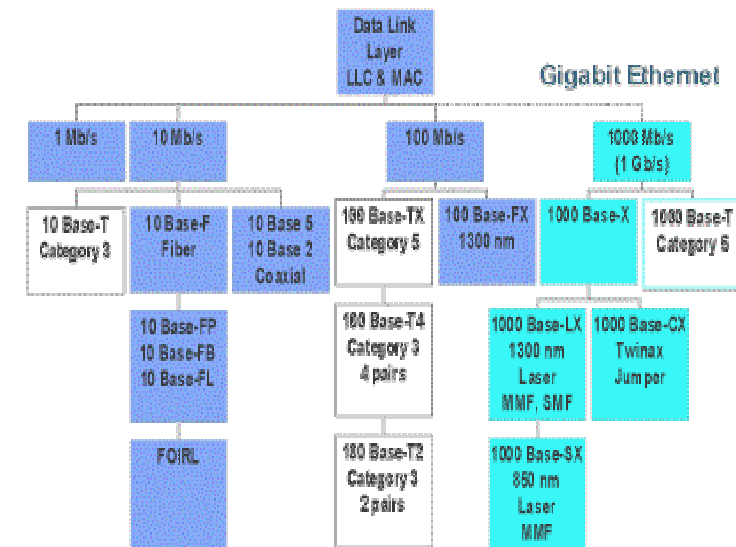 Data Link
Layer
LLC & MAC
Gigabit Ethernet
1 Mb/s
10 Mb/s
100 Mb/s
1000 Mb/s
(1 Gb/s)
10 Base-T
Category 3
10 Base-F
Fiber
10 Base 5
10 Base 2
Coaxial
100 Base-TX
Category 5
100 Base-FX
1300 nm
1000 Base-X
1000 Base-T
Category
10 Base-FP
10 Base-FB
10 Base-FL
100 Base-T4
Category 3
4 pairs
1000 Base-LX
1300 nm
Laser
MMF, SMF
1000 Base-CX
Twinax
Jumper
FOIRL
100 Base-T2
Category 3
2 pairs
1000 Base-SX
850 nm
Laser
MMF